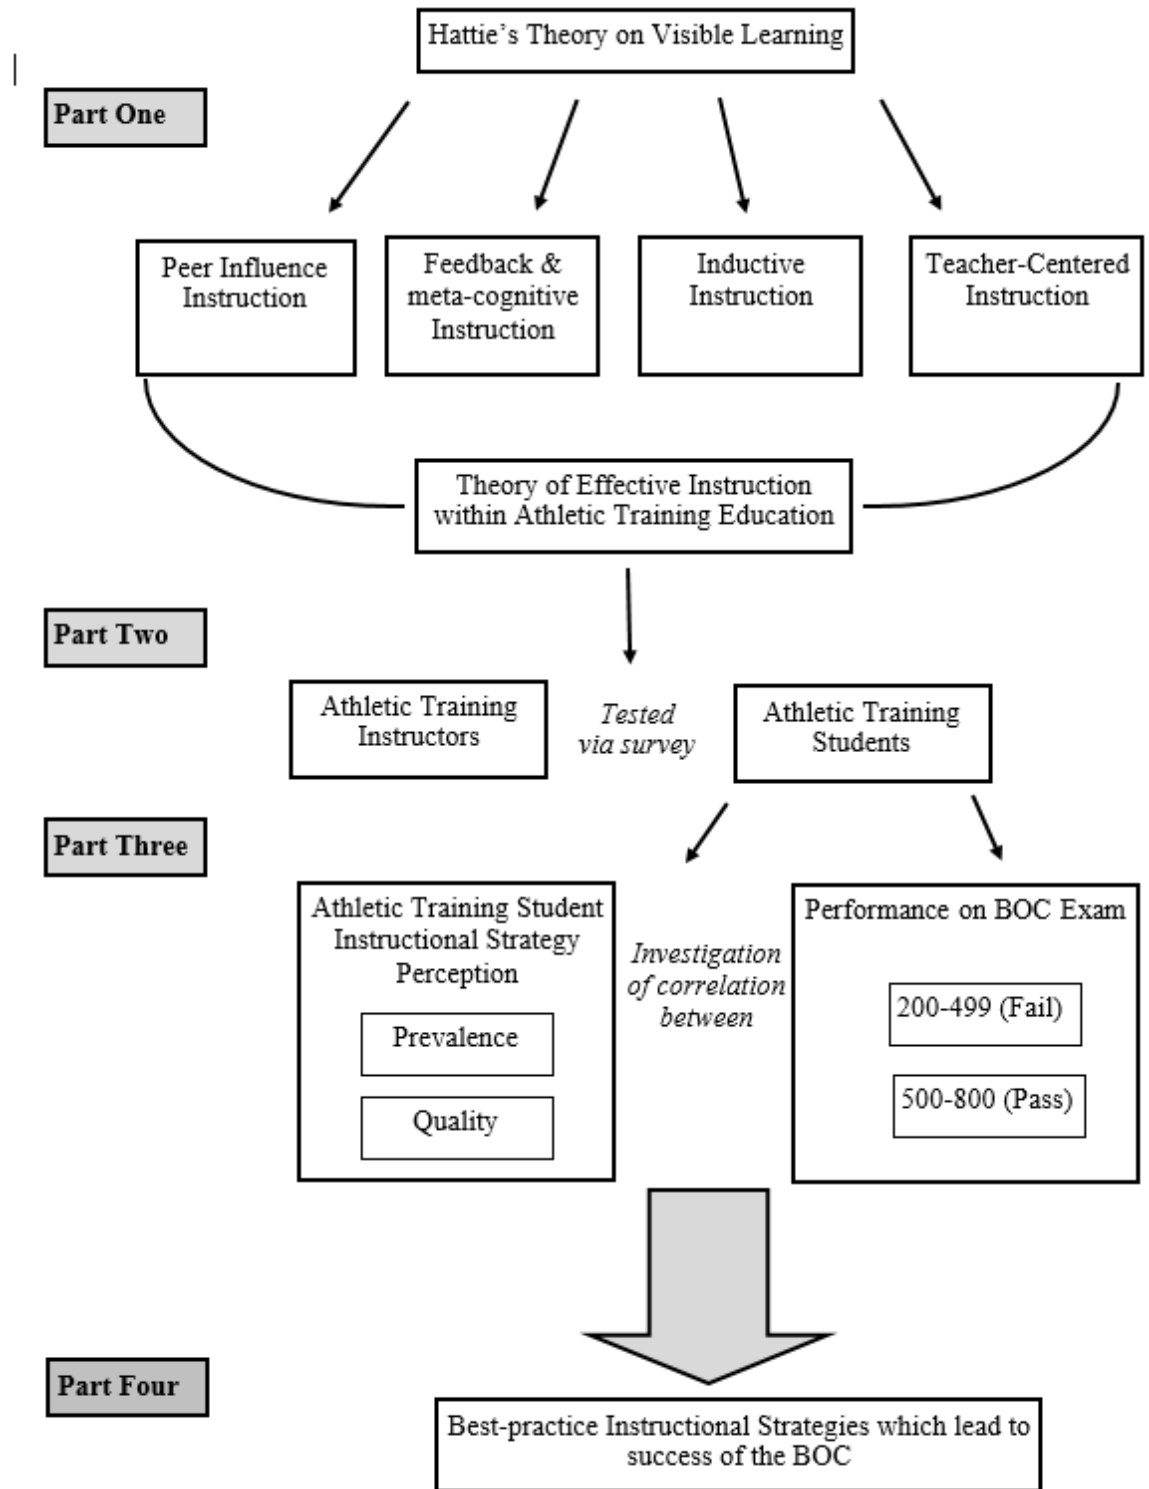 Hattie’s Theory on Visible Learning
Part One
Peer Influence
Instruction
Feedback &
meta-cognitive
Instruction
Inductive
Instruction
Teacher-Centered
Instruction
Theory of Effective Instruction
within Athletic Training Education
Part Two
Athletic Training
Instructors
Tested
via survey
Athletic Training
Students
Part Three
Athletic Training Student
Instructional Strategy
Perception
Prevalence
Quality
Investigation
of correlation
between
Performance on BOC Exam
200-499 (Fail)
500-800 (Pass)
Part Four
Best-practice Instructional Strategies which lead to
success of the BOC